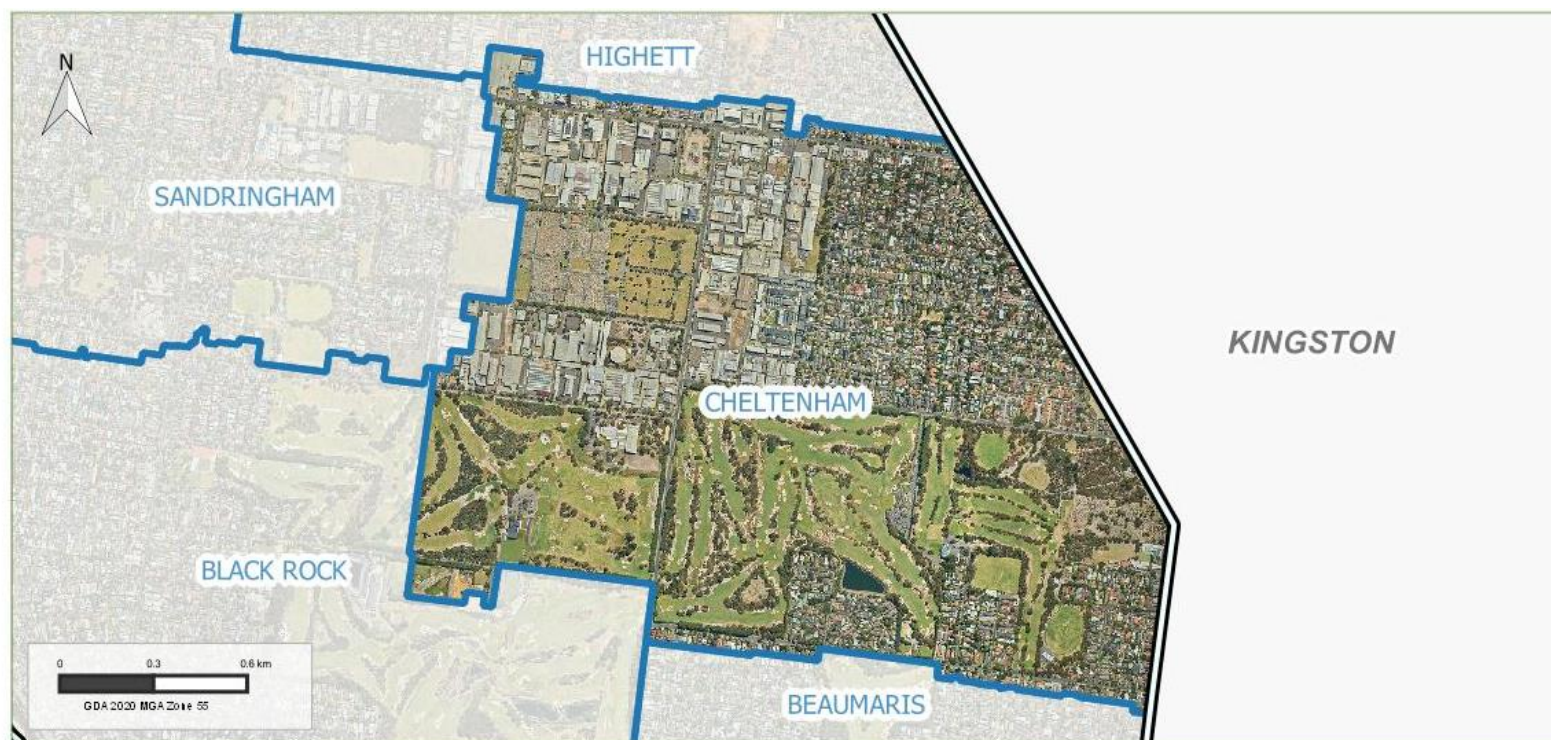 HIGHETT
N
SANDRINGHAM
KINGSTON
CHELTENHAM
BLACK ROCK
0 0.3 0.6 km
GDA 2020 MGA Zone 55
BEAUMARIS